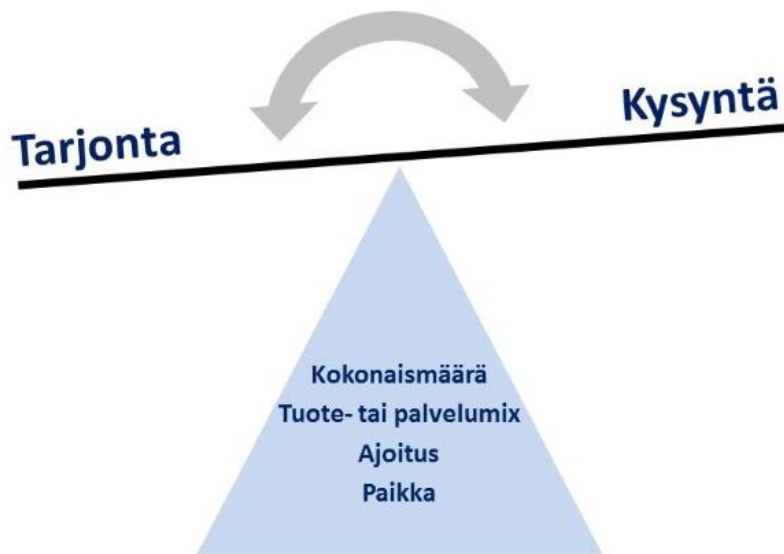 Tarjonta
Kysyntä
Kokonaismäärä
Tuote- tai palvelumix
Ajoitus
Paikka